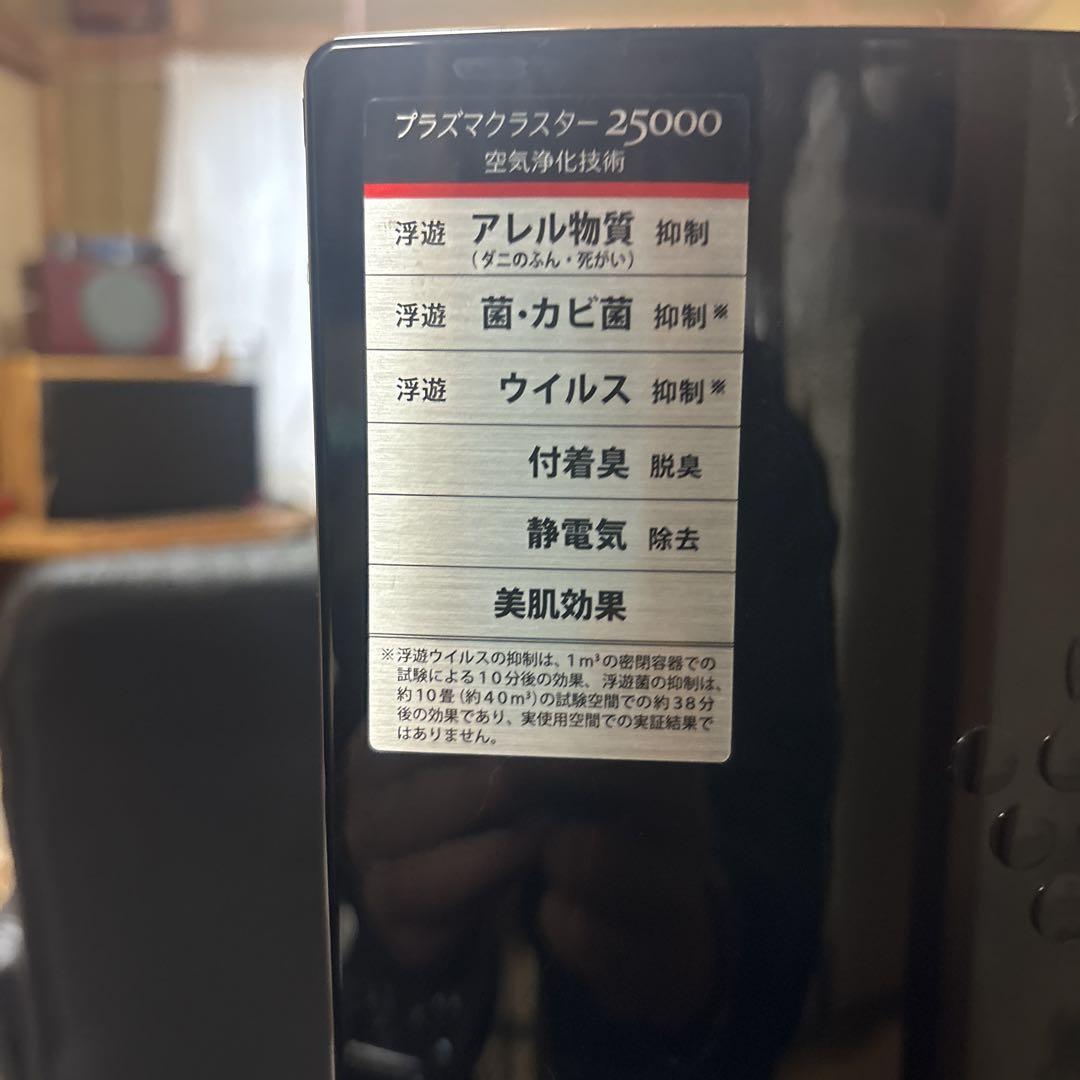 プラズマクラスター 25000
空気浄化技術
浮遊 アレル物質 抑制
(ダニのふん・死がい)
浮遊 菌・カビ菌 抑制※
浮遊 ウイルス 抑制※
付着臭 脱臭
静電気 除去
美肌効果
※浮遊ウイルスの抑制は、1m³の密閉容器での
試験による10分後の効果、浮遊菌の抑制は、
約10畳(約40m³)の試験空間での約38分
後の効果であり、実使用空間での実証結果で
はありません。